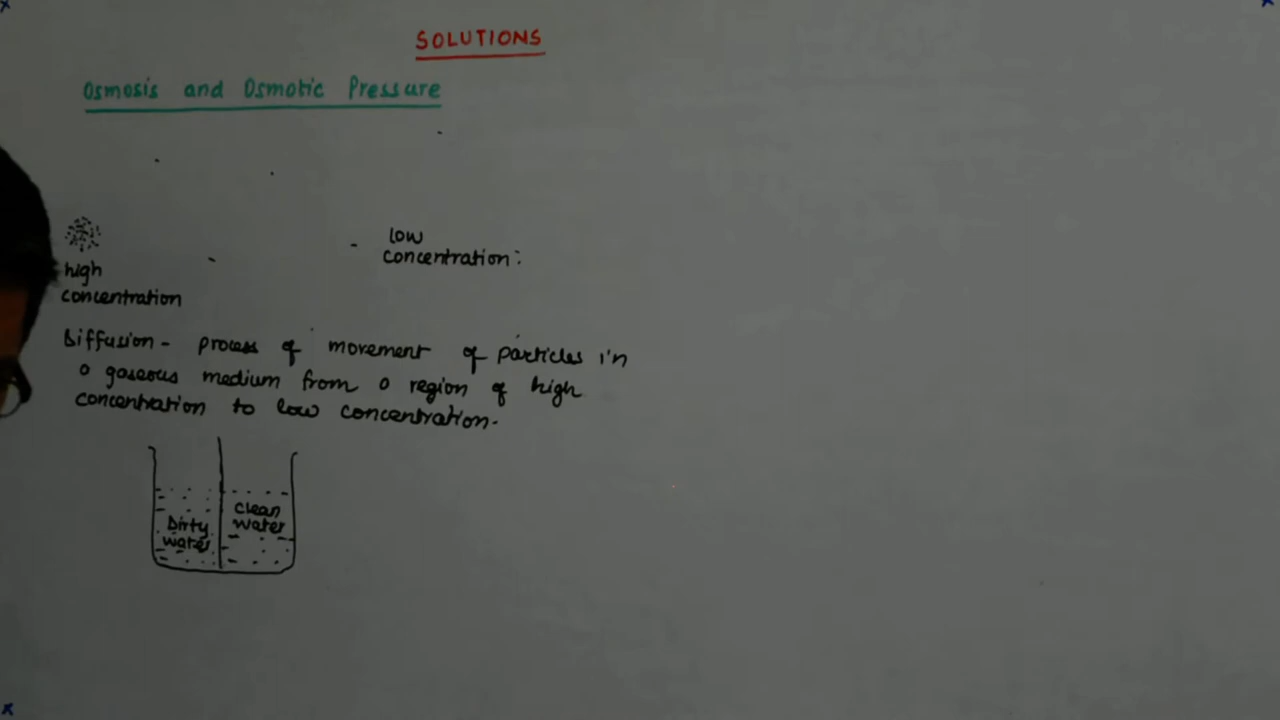 SOLUTIONS
Osmosis and Osmotic Pressure
low
concentration:
high
concentration
Diffusion - process of movement of particles in
a gaseous medium from a region of high
concentration to low concentration.
Dirty
water
Clean
water